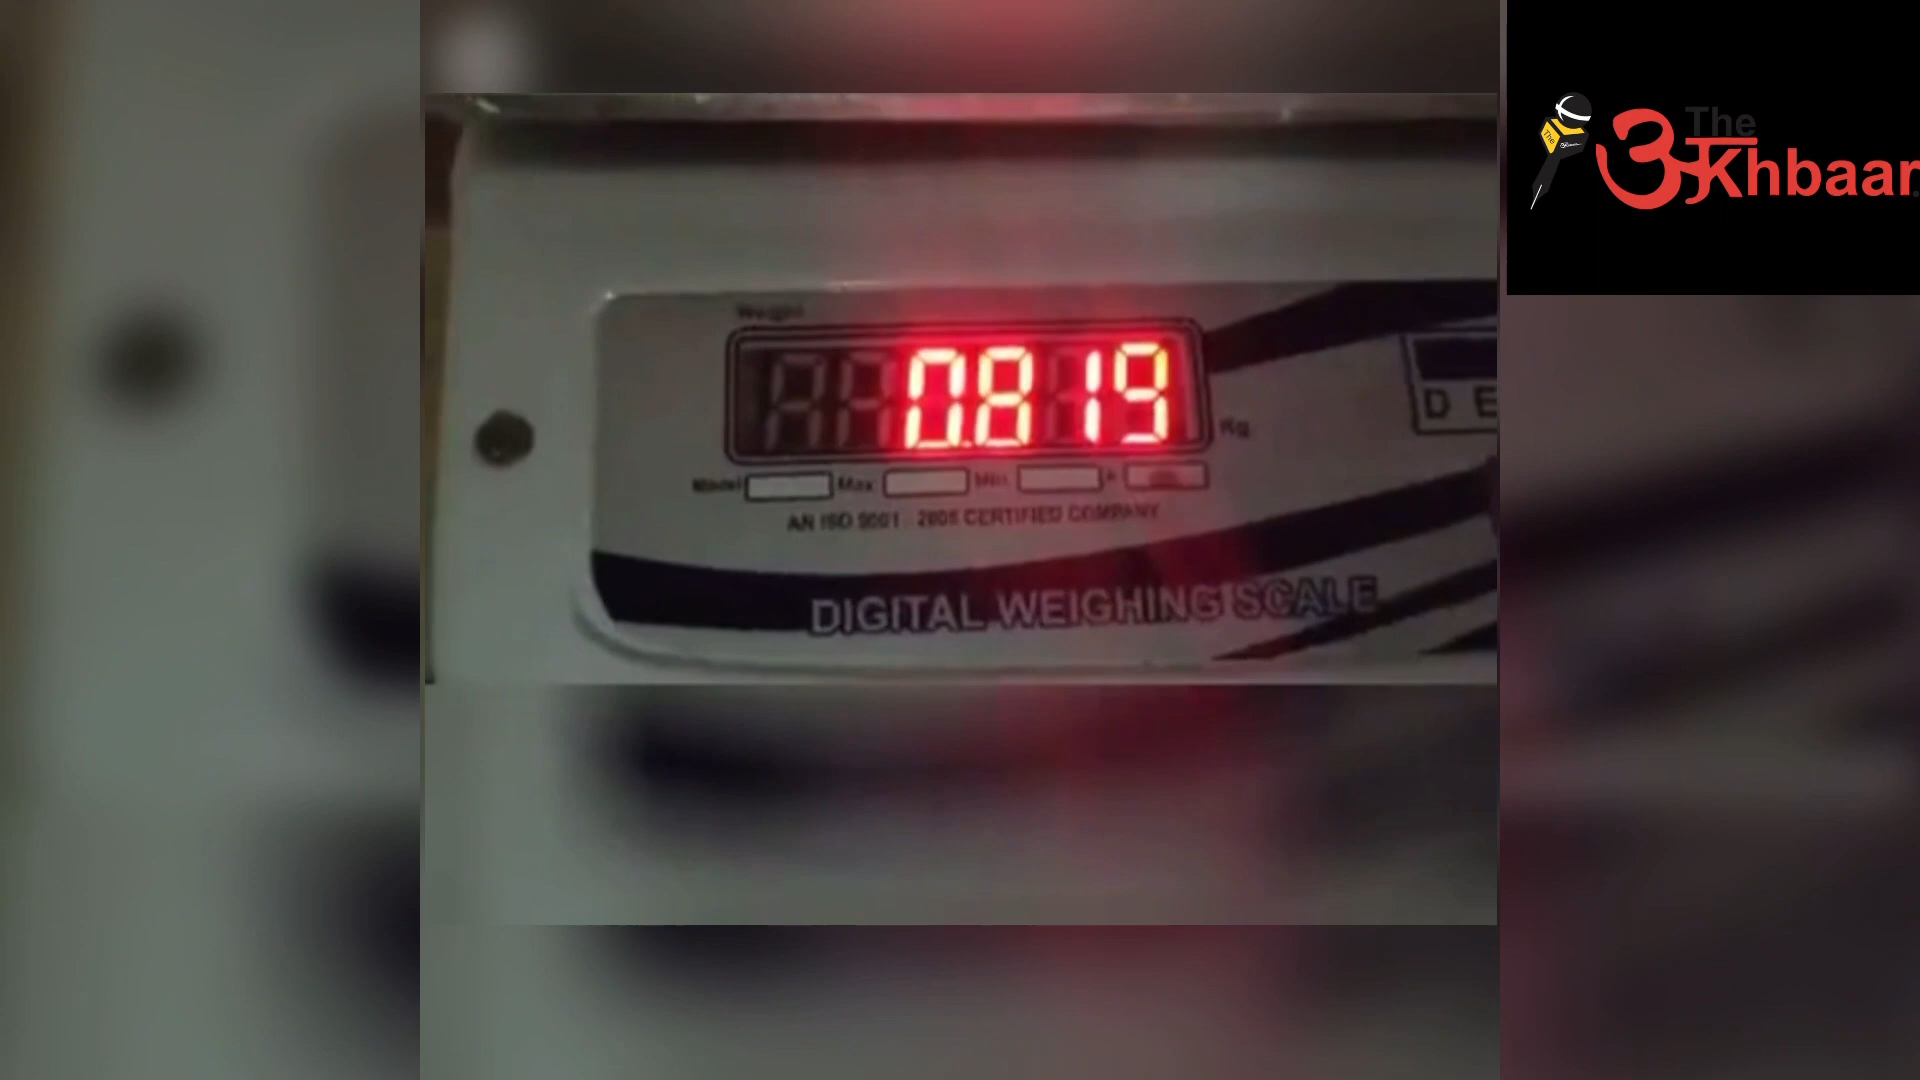 The
अKhbaar
Weight
0.819
Kg
D E
Model
Max
Min
AN ISO 9001 : 2008 CERTIFIED COMPANY
DIGITAL WEIGHING SCALE